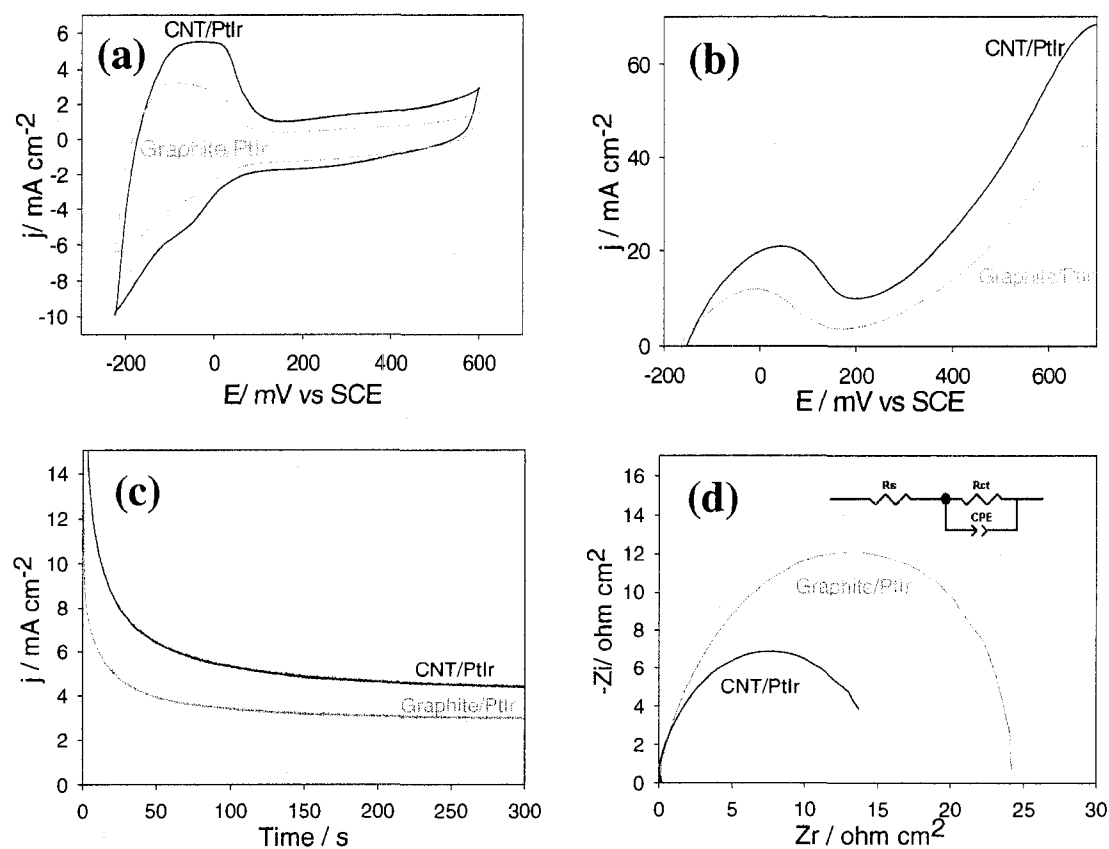 (a)
CNT/PtIr
Graphite/PtIr
j/ mA cm-2
6
4
2
0
-2
-4
-6
-8
-10
-200
0
200
400
600
E/ mV vs SCE
(b)
CNT/PtIr
Graphite/PtIr
j / mA cm-2
60
40
20
0
-200
0
200
400
600
E / mV vs SCE
(c)
CNT/PtIr
Graphite/PtIr
j / mA cm-2
14
12
10
8
6
4
2
0
0
50
100
150
200
250
300
Time / s
(d)
Rs
Rct
CPE
Graphite/PtIr
CNT/PtIr
-Zi/ ohm cm2
16
14
12
10
8
6
4
2
0
0
5
10
15
20
25
30
Zr / ohm cm2